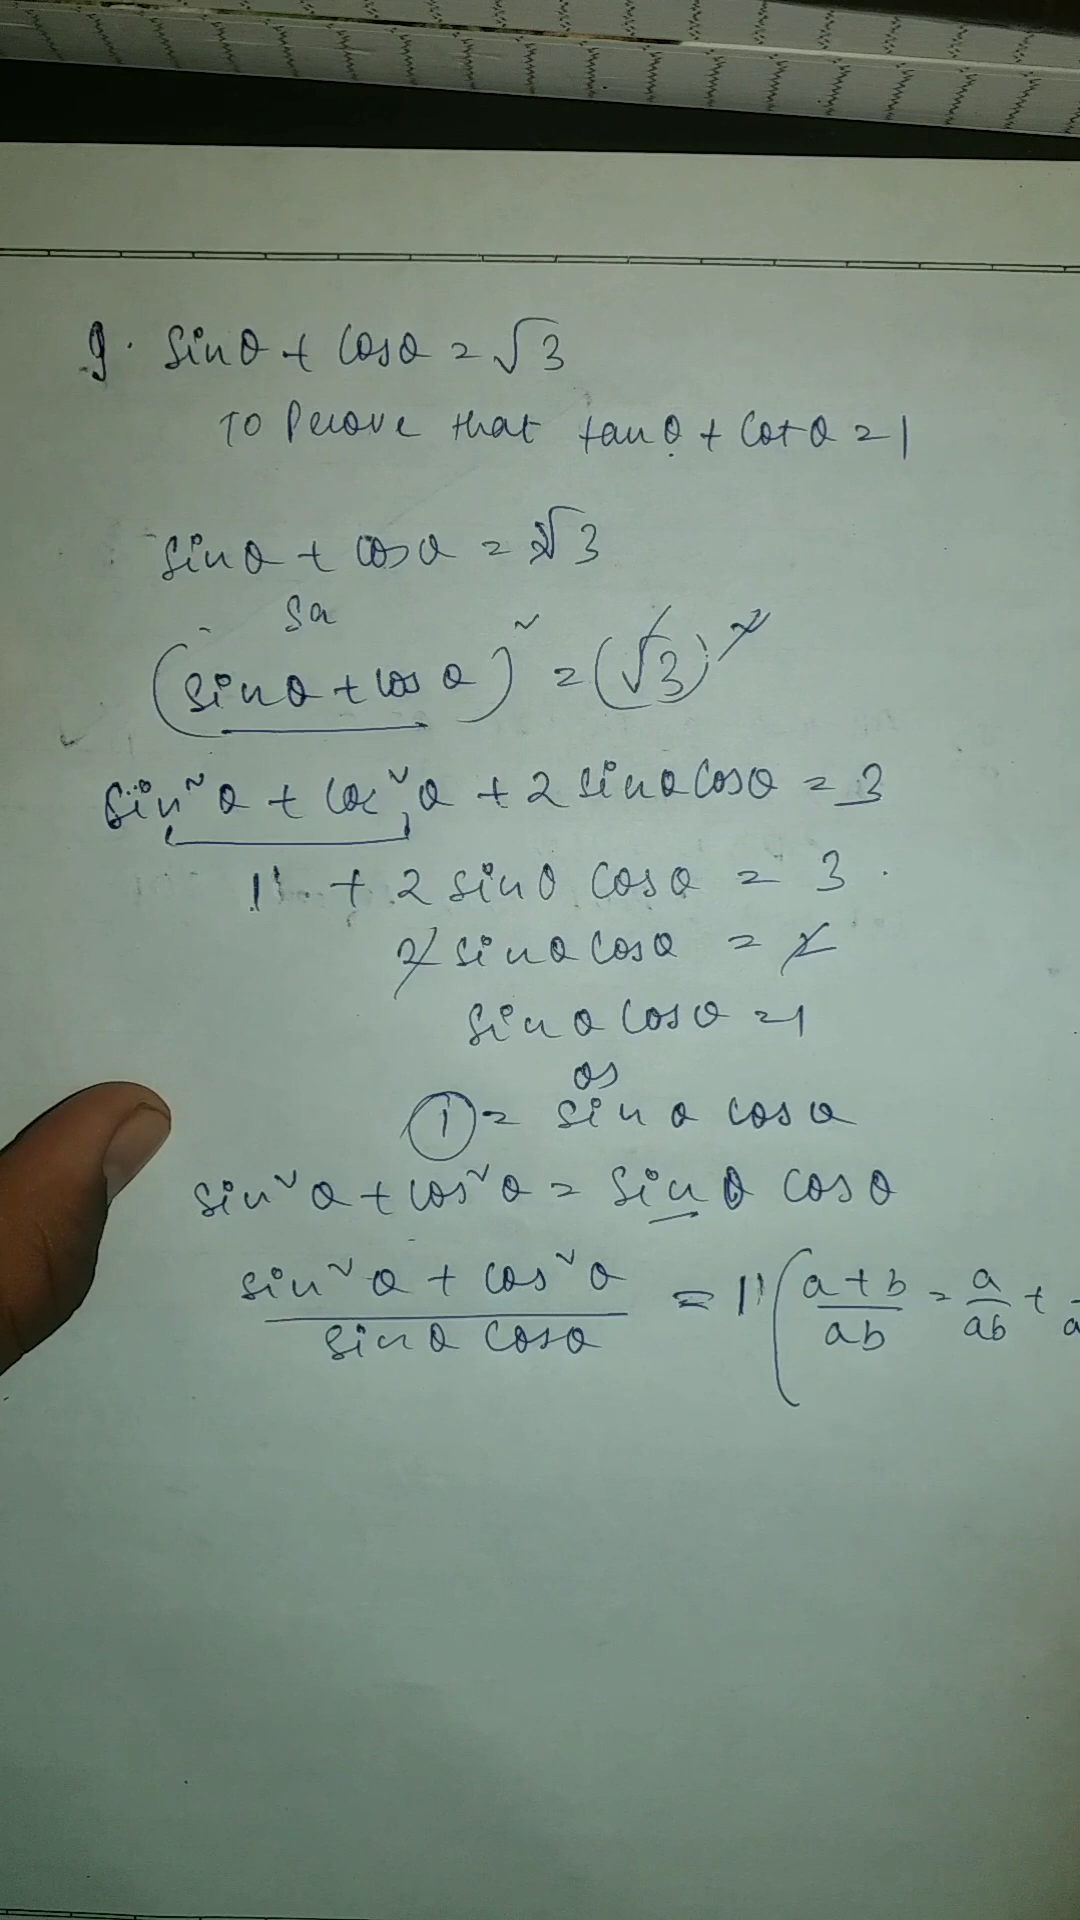 9. sinθ + cosθ = √3
To Prove that tanθ + cotθ = 1
sinθ + cosθ = √3
Sa
(sinθ + cosθ)² = (√3)²
sin²θ + cos²θ + 2 sinθ cosθ = 3
1 + 2 sinθ cosθ = 3
2 sinθ cosθ = 2
sinθ cosθ = 1
or
1 = sinθ cosθ
sin²θ + cos²θ = sinθ cosθ
sin²θ + cos²θ / sinθ cosθ = 1 ( a+b / ab = a / ab +